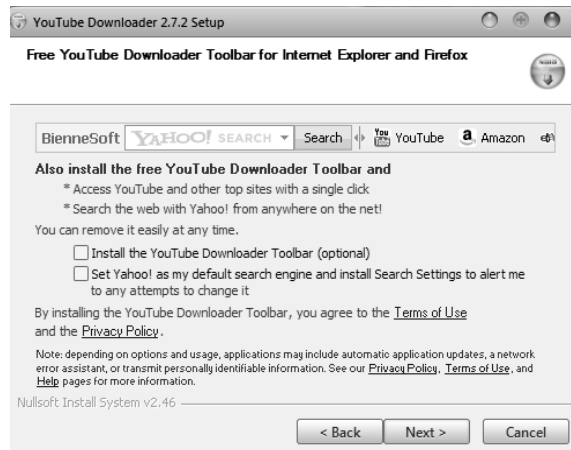 YouTube Downloader 2.7.2 Setup
Free YouTube Downloader Toolbar for Internet Explorer and Firefox
BienneSoft YAHOO! SEARCH Search You YouTube a Amazon
Also install the free YouTube Downloader Toolbar and
* Access YouTube and other top sites with a single click
* Search the web with Yahoo! from anywhere on the net!
You can remove it easily at any time.
Install the YouTube Downloader Toolbar (optional)
Set Yahoo! as my default search engine and install Search Settings to alert me
to any attempts to change it
By installing the YouTube Downloader Toolbar, you agree to the Terms of Use
and the Privacy Policy.
Note: depending on options and usage, applications may include automatic application updates, a network
error assistant, or transmit personally identifiable information. See our Privacy Policy, Terms of Use, and
Help pages for more information.
Nullsoft Install System v2.46
< Back Next > Cancel